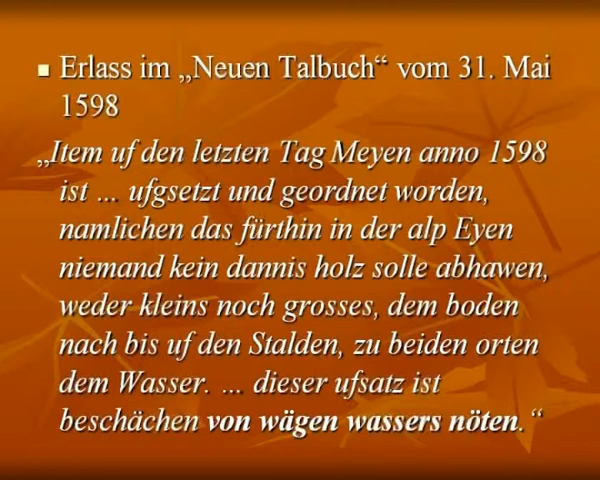 Erlass im „Neuen Talbuch“ vom 31. Mai
1598
„Item uf den letzten Tag Meyen anno 1598
ist ... ufgsetzt und geordnet worden,
namlichen das fürthin in der alp Eyen
niemand kein dannis holz solle abhawen,
weder kleins noch grosses, dem boden
nach bis uf den Stalden, zu beiden orten
dem Wasser. ... dieser ufsatz ist
beschächen von wägen wassers nöten.“